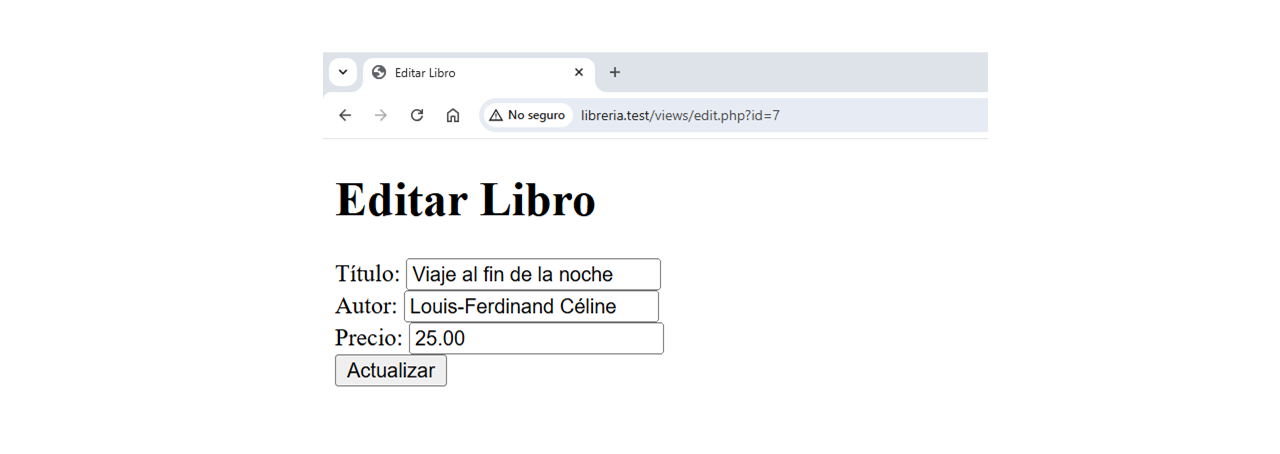 Editar Libro
No seguro libreria.test/views/edit.php?id=7
Editar Libro
Título: Viaje al fin de la noche
Autor: Louis-Ferdinand Céline
Precio: 25.00
Actualizar